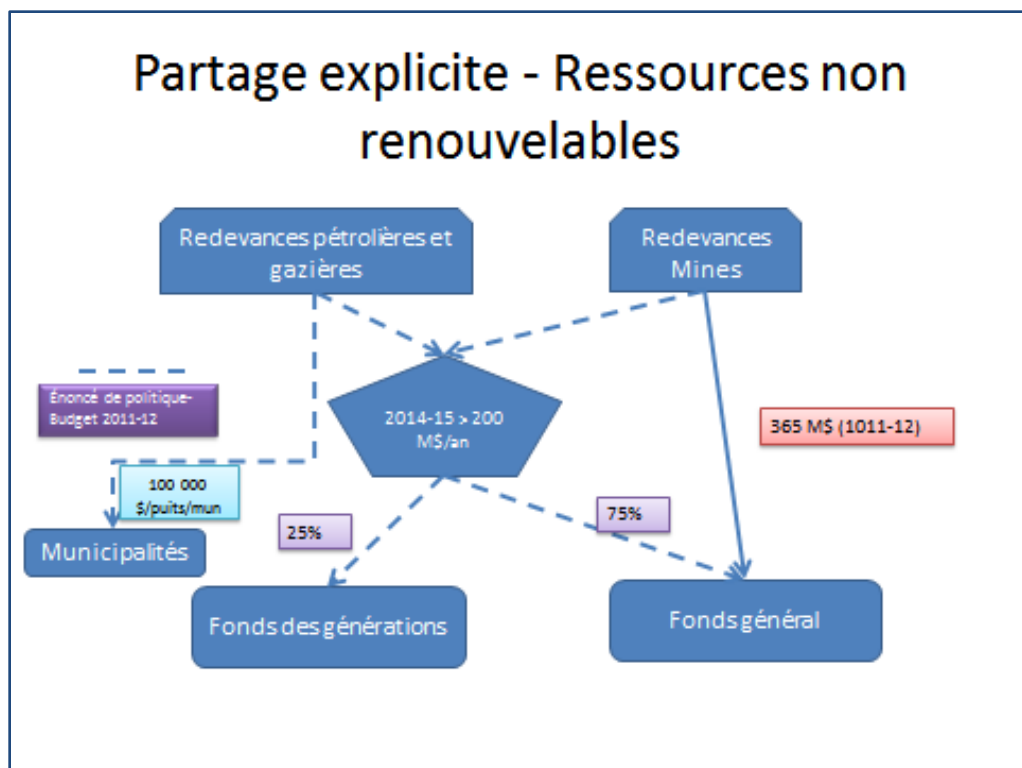 Partage explicite - Ressources non
renouvelables
Redevances pétrolières et
gazières
Redevances
Mines
Énoncé de politique-
Budget 2011-12
2014-15 > 200
M$/an
365 M$ (1011-12)
100 000
$/puits/mun
75%
25%
Municipalités
Fonds des générations
Fonds général